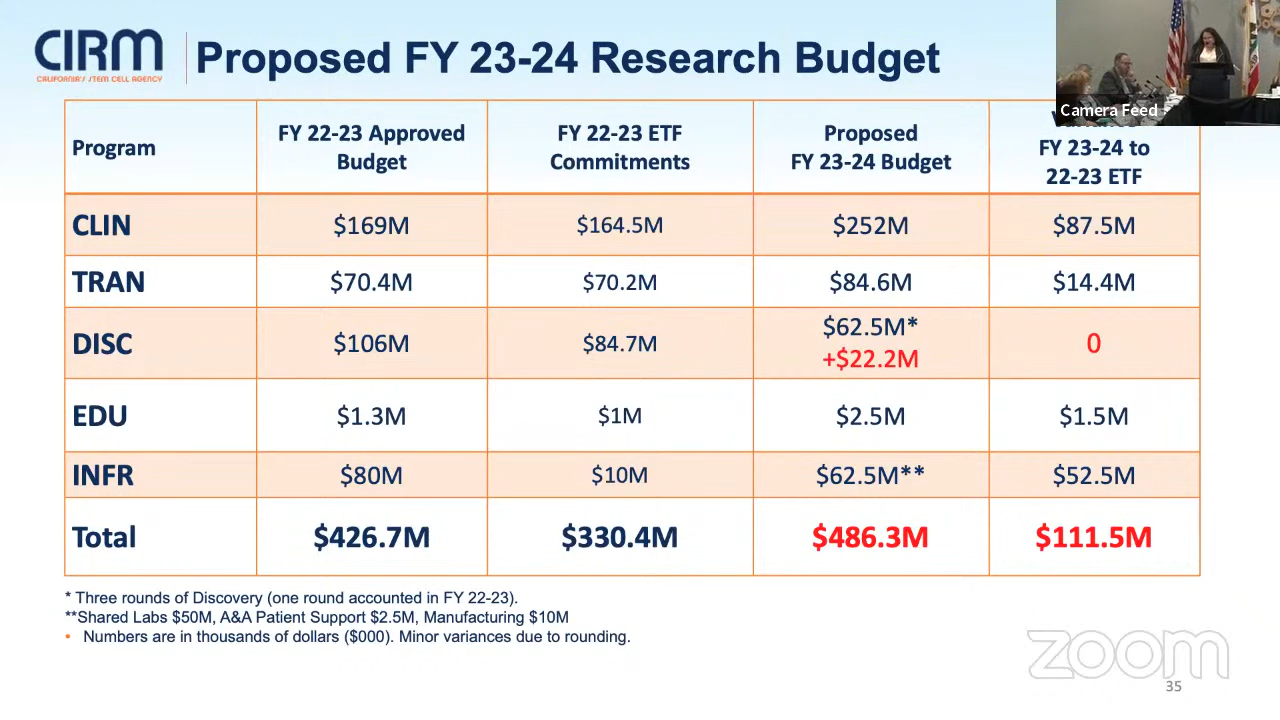 CIRM
CALIFORNIA'S STEM CELL AGENCY
Proposed FY 23-24 Research Budget
Camera Feed
Program
FY 22-23 Approved
Budget
FY 22-23 ETF
Commitments
Proposed
FY 23-24 Budget
FY 23-24 to
22-23 ETF
CLIN
$169M
$164.5M
$252M
$87.5M
TRAN
$70.4M
$70.2M
$84.6M
$14.4M
DISC
$106M
$84.7M
$62.5M*
+$22.2M
0
EDU
$1.3M
$1M
$2.5M
$1.5M
INFR
$80M
$10M
$62.5M**
$52.5M
Total
$426.7M
$330.4M
$486.3M
$111.5M
* Three rounds of Discovery (one round accounted in FY 22-23).
**Shared Labs $50M, A&A Patient Support $2.5M, Manufacturing $10M
• Numbers are in thousands of dollars ($000). Minor variances due to rounding.
zoom
35